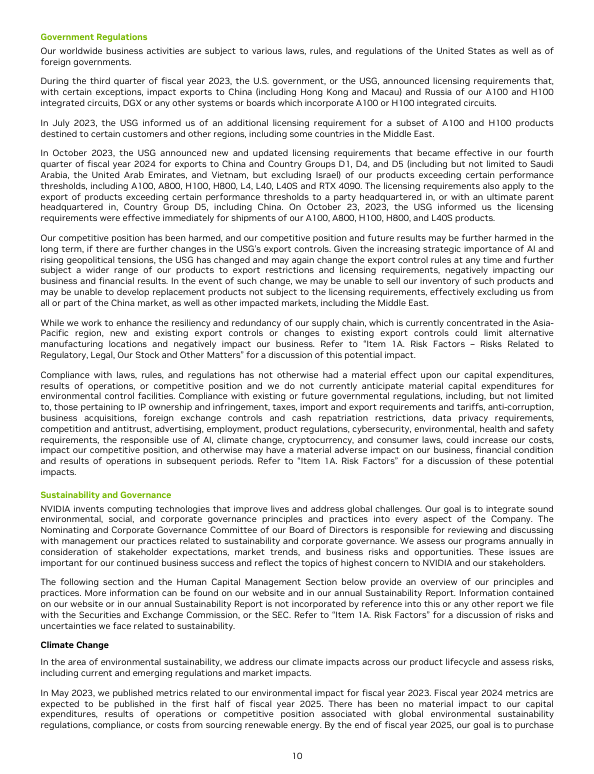 Government Regulations
Our worldwide business activities are subject to various laws, rules, and regulations of the United States as well as of
foreign governments.
During the third quarter of fiscal year 2023, the U.S. government, or the USG, announced licensing requirements that,
with certain exceptions, impact exports to China (including Hong Kong and Macau) and Russia of our A100 and H100
integrated circuits, DGX or any other systems or boards which incorporate A100 or H100 integrated circuits.
In July 2023, the USG informed us of an additional licensing requirement for a subset of A100 and H100 products
destined to certain customers and other regions, including some countries in the Middle East.
In October 2023, the USG announced new and updated licensing requirements that became effective in our fourth
quarter of fiscal year 2024 for exports to China and Country Groups D1, D4, and D5 (including but not limited to Saudi
Arabia, the United Arab Emirates, and Vietnam, but excluding Israel) of our products exceeding certain performance
thresholds, including A100, A800, H100, H800, L4, L40, L40S and RTX 4090. The licensing requirements also apply to the
export of products exceeding certain performance thresholds to a party headquartered in, or with an ultimate parent
headquartered in, Country Group D5, including China. On October 23, 2023, the USG informed us the licensing
requirements were effective immediately for shipments of our A100, A800, H100, H800, and L40S products.
Our competitive position has been harmed, and our competitive position and future results may be further harmed in the
long term, if there are further changes in the USG's export controls. Given the increasing strategic importance of AI and
rising geopolitical tensions, the USG has changed and may again change the export control rules at any time and further
subject a wider range of our products to export restrictions and licensing requirements, negatively impacting our
business and financial results. In the event of such change, we may be unable to sell our inventory of such products and
may be unable to develop replacement products not subject to the licensing requirements, effectively excluding us from
all or part of the China market, as well as other impacted markets, including the Middle East.
While we work to enhance the resiliency and redundancy of our supply chain, which is currently concentrated in the Asia-
Pacific region, new and existing export controls or changes to existing export controls could limit alternative
manufacturing locations and negatively impact our business. Refer to "Item 1A. Risk Factors – Risks Related to
Regulatory, Legal, Our Stock and Other Matters" for a discussion of this potential impact.
Compliance with laws, rules, and regulations has not otherwise had a material effect upon our capital expenditures,
results of operations, or competitive position and we do not currently anticipate material capital expenditures for
environmental control facilities. Compliance with existing or future governmental regulations, including, but not limited
to, those pertaining to IP ownership and infringement, taxes, import and export requirements and tariffs, anti-corruption,
business acquisitions, foreign exchange controls and cash repatriation restrictions, data privacy requirements,
competition and antitrust, advertising, employment, product regulations, cybersecurity, environmental, health and safety
requirements, the responsible use of AI, climate change, cryptocurrency, and consumer laws, could increase our costs,
impact our competitive position, and otherwise may have a material adverse impact on our business, financial condition
and results of operations in subsequent periods. Refer to "Item 1A. Risk Factors" for a discussion of these potential
impacts.
Sustainability and Governance
NVIDIA invents computing technologies that improve lives and address global challenges. Our goal is to integrate sound
environmental, social, and corporate governance principles and practices into every aspect of the Company. The
Nominating and Corporate Governance Committee of our Board of Directors is responsible for reviewing and discussing
with management our practices related to sustainability and corporate governance. We assess our programs annually in
consideration of stakeholder expectations, market trends, and business risks and opportunities. These issues are
important for our continued business success and reflect the topics of highest concern to NVIDIA and our stakeholders.
The following section and the Human Capital Management Section below provide an overview of our principles and
practices. More information can be found on our website and in our annual Sustainability Report. Information contained
on our website or in our annual Sustainability Report is not incorporated by reference into this or any other report we file
with the Securities and Exchange Commission, or the SEC. Refer to "Item 1A. Risk Factors" for a discussion of risks and
uncertainties we face related to sustainability.
Climate Change
In the area of environmental sustainability, we address our climate impacts across our product lifecycle and assess risks,
including current and emerging regulations and market impacts.
In May 2023, we published metrics related to our environmental impact for fiscal year 2023. Fiscal year 2024 metrics are
expected to be published in the first half of fiscal year 2025. There has been no material impact to our capital
expenditures, results of operations or competitive position associated with global environmental sustainability
regulations, compliance, or costs from sourcing renewable energy. By the end of fiscal year 2025, our goal is to purchase
10